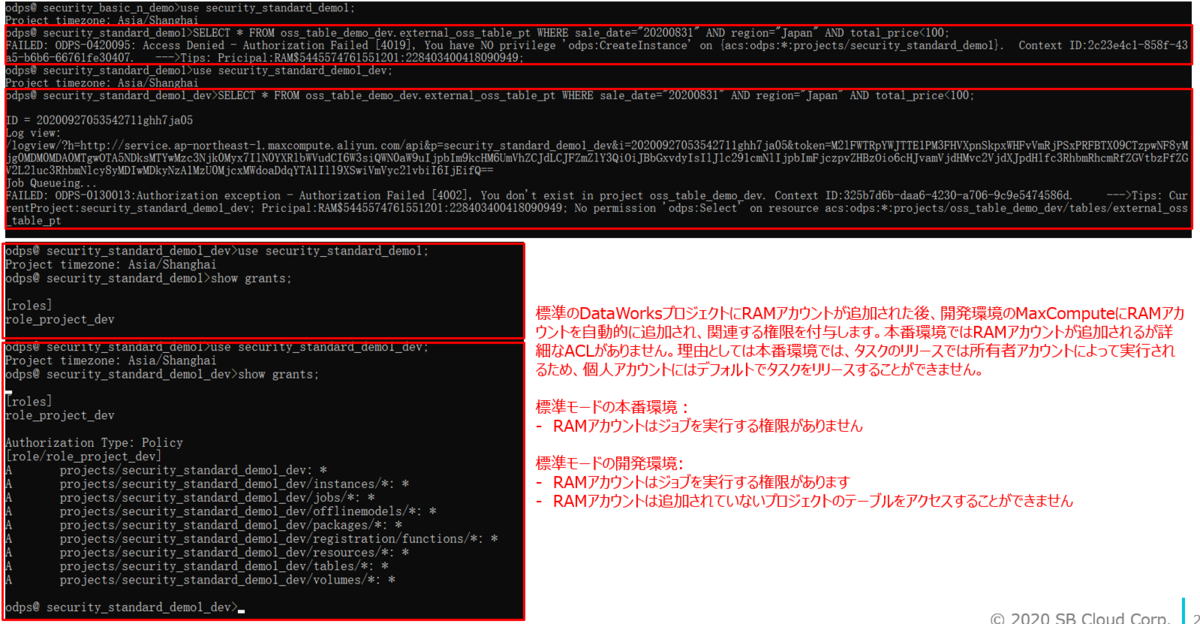 odps@ security_basic_n_demo>use security_standard_demo1;
Project timezone: Asia/Shanghai
odps@ security_standard_demo1>SELECT * FROM oss_table_demo_dev.external_oss_table_pt WHERE sale_date="20200831" AND region="Japan" AND total_price<100;
FAILED: ODPS-0420095: Access Denied - Authorization Failed [4019], You have NO privilege 'odps:CreateInstance' on {acs:odps:*:projects/security_standard_demo1}.  Context ID:2c23e4c1-858f-43
a5-b6b6-66761fe30407.   --->Tips: Pricipal:RAM$5445574761551201:228403400418090949;
odps@ security_standard_demo1>use security_standard_demo1_dev;
Project timezone: Asia/Shanghai
odps@ security_standard_demo1_dev>SELECT * FROM oss_table_demo_dev.external_oss_table_pt WHERE sale_date="20200831" AND region="Japan" AND total_price<100;
ID = 20200927053542711ghh7ja05
Log view:
Job Queueing...
FAILED: ODPS-0130013:Authorization exception - Authorization Failed [4002], You don't exist in project oss_table_demo_dev. Context ID:325b7d6b-daa6-4230-a706-9c9e5474586d.   --->Tips: Cur
rentProject:security_standard_demo1_dev; Pricipal:RAM$5445574761551201:228403400418090949; No permission 'odps:Select' on resource acs:odps:*:projects/oss_table_demo_dev/tables/external_oss
_table_pt
odps@ security_standard_demo1_dev>use security_standard_demo1;
Project timezone: Asia/Shanghai
odps@ security_standard_demo1>show grants;
[roles]
role_project_dev
odps@ security_standard_demo1>use security_standard_demo1_dev;
Project timezone: Asia/Shanghai
odps@ security_standard_demo1_dev>show grants;
[roles]
role_project_dev
Authorization Type: Policy
[role/role_project_dev]
A       projects/security_standard_demo1_dev: *
A       projects/security_standard_demo1_dev/instances/*: *
A       projects/security_standard_demo1_dev/jobs/*: *
A       projects/security_standard_demo1_dev/offlinemodels/*: *
A       projects/security_standard_demo1_dev/packages/*: *
A       projects/security_standard_demo1_dev/registration/functions/*: *
A       projects/security_standard_demo1_dev/resources/*: *
A       projects/security_standard_demo1_dev/tables/*: *
A       projects/security_standard_demo1_dev/volumes/*: *
odps@ security_standard_demo1_dev>
標準のDataWorksプロジェクトにRAMアカウントが追加された後、開発環境のMaxComputeにRAMアカ
ウントを自動的に追加され、関連する権限を付与します。本番環境ではRAMアカウントが追加されるが詳
細なACLがありません。理由としては本番環境では、タスクのリリースでは所有者アカウントによって実行され
るため、個人アカウントにはデフォルトでタスクをリリースすることができません。
標準モードの本番環境：
- RAMアカウントはジョブを実行する権限がありません
標準モードの開発環境:
- RAMアカウントはジョブを実行する権限があります
- RAMアカウントは追加されていないプロジェクトのテーブルをアクセスすることができません
© 2020 SB Cloud Corp.
2